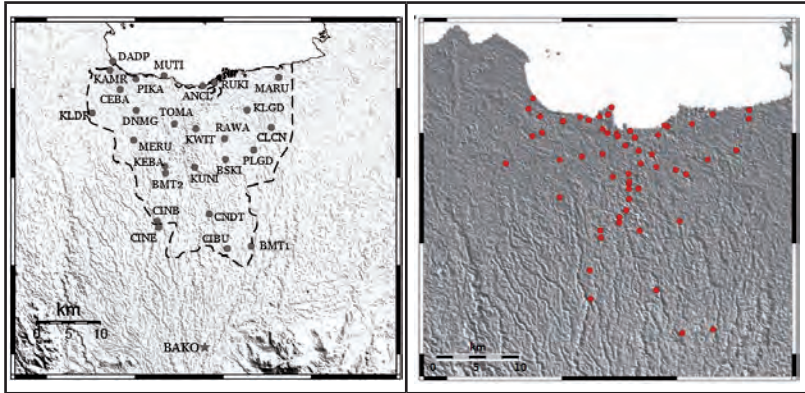 DADP
KAMR
MUTI
CEBA
PIKA
ANCL
RUKI
MARU
KLDR
DNMG
TOMA
KLGD
KWIT
RAWA
CLCN
MERU
PLGD
KEBA
BSKI
BMT2
KUNI
CINB
CNDT
CINE
CIBU
BMT1
km
0 5 10
BAKO
km
0 5 10